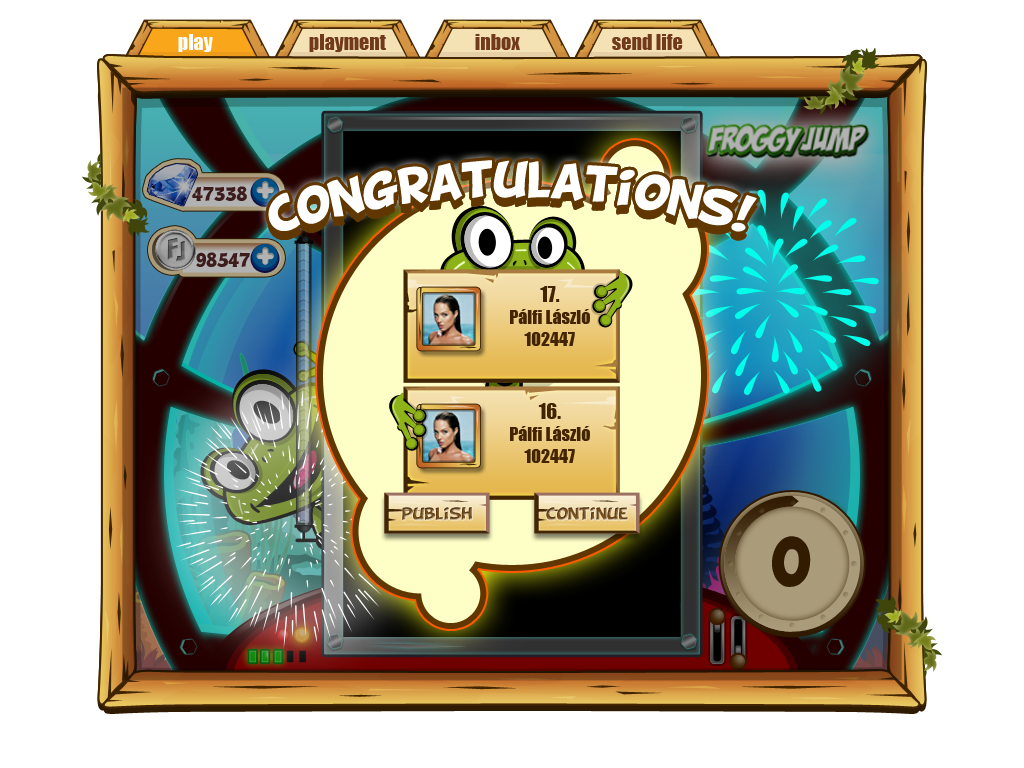 play
playment
inbox
send life
FROGGY JUMP
47338
CONGRATULATIONS!
FJ
98547
17.
Pálfi László
102447
16.
Pálfi László
102447
PUBLISH
CONTINUE
0